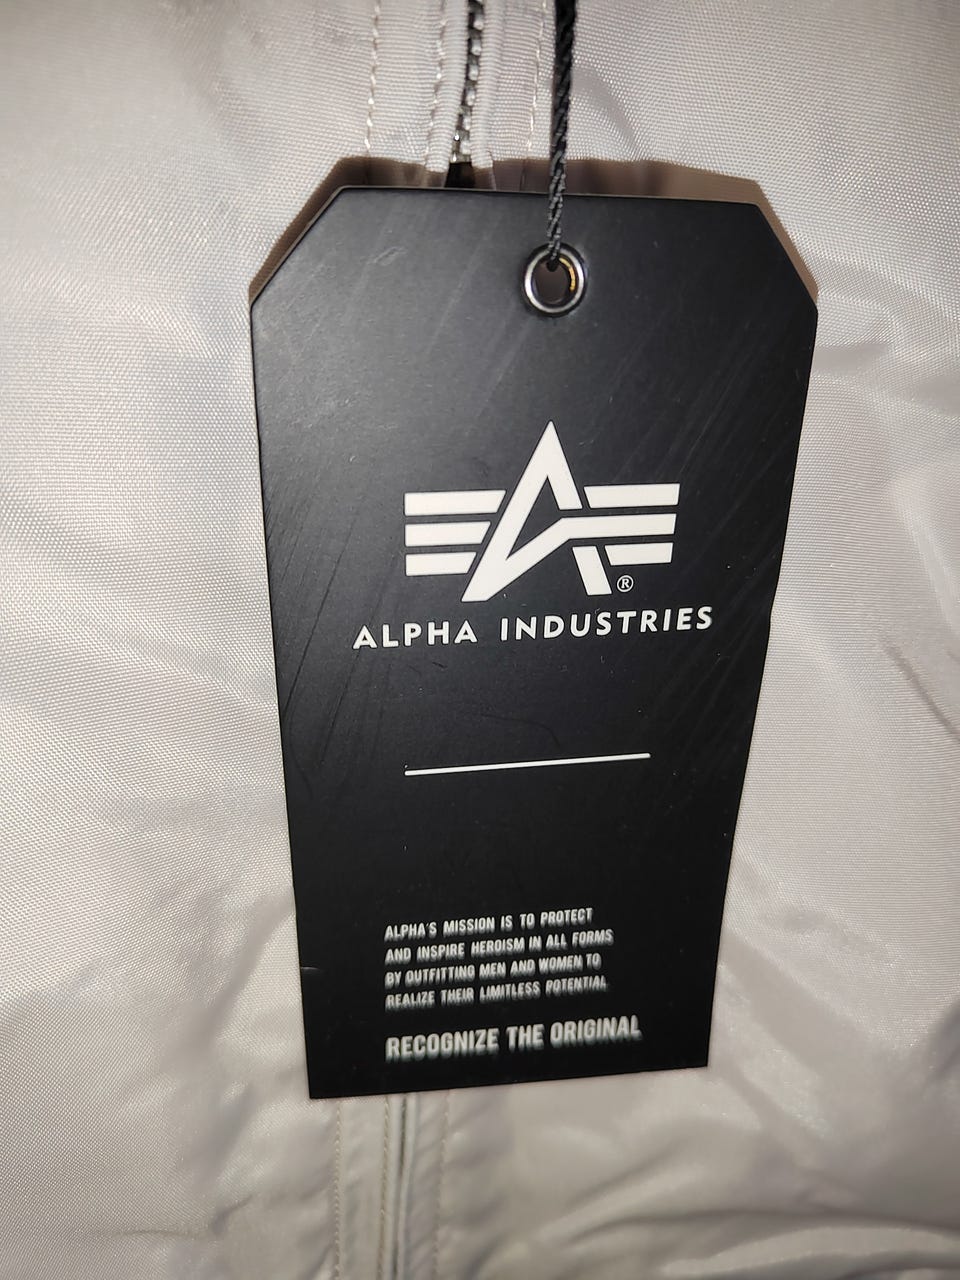 ®
ALPHA INDUSTRIES
ALPHA'S MISSION IS TO PROTECT
AND INSPIRE HEROISM IN ALL FORMS
BY OUTFITTING MEN AND WOMEN TO
REALIZE THEIR LIMITLESS POTENTIAL
RECOGNIZE THE ORIGINAL